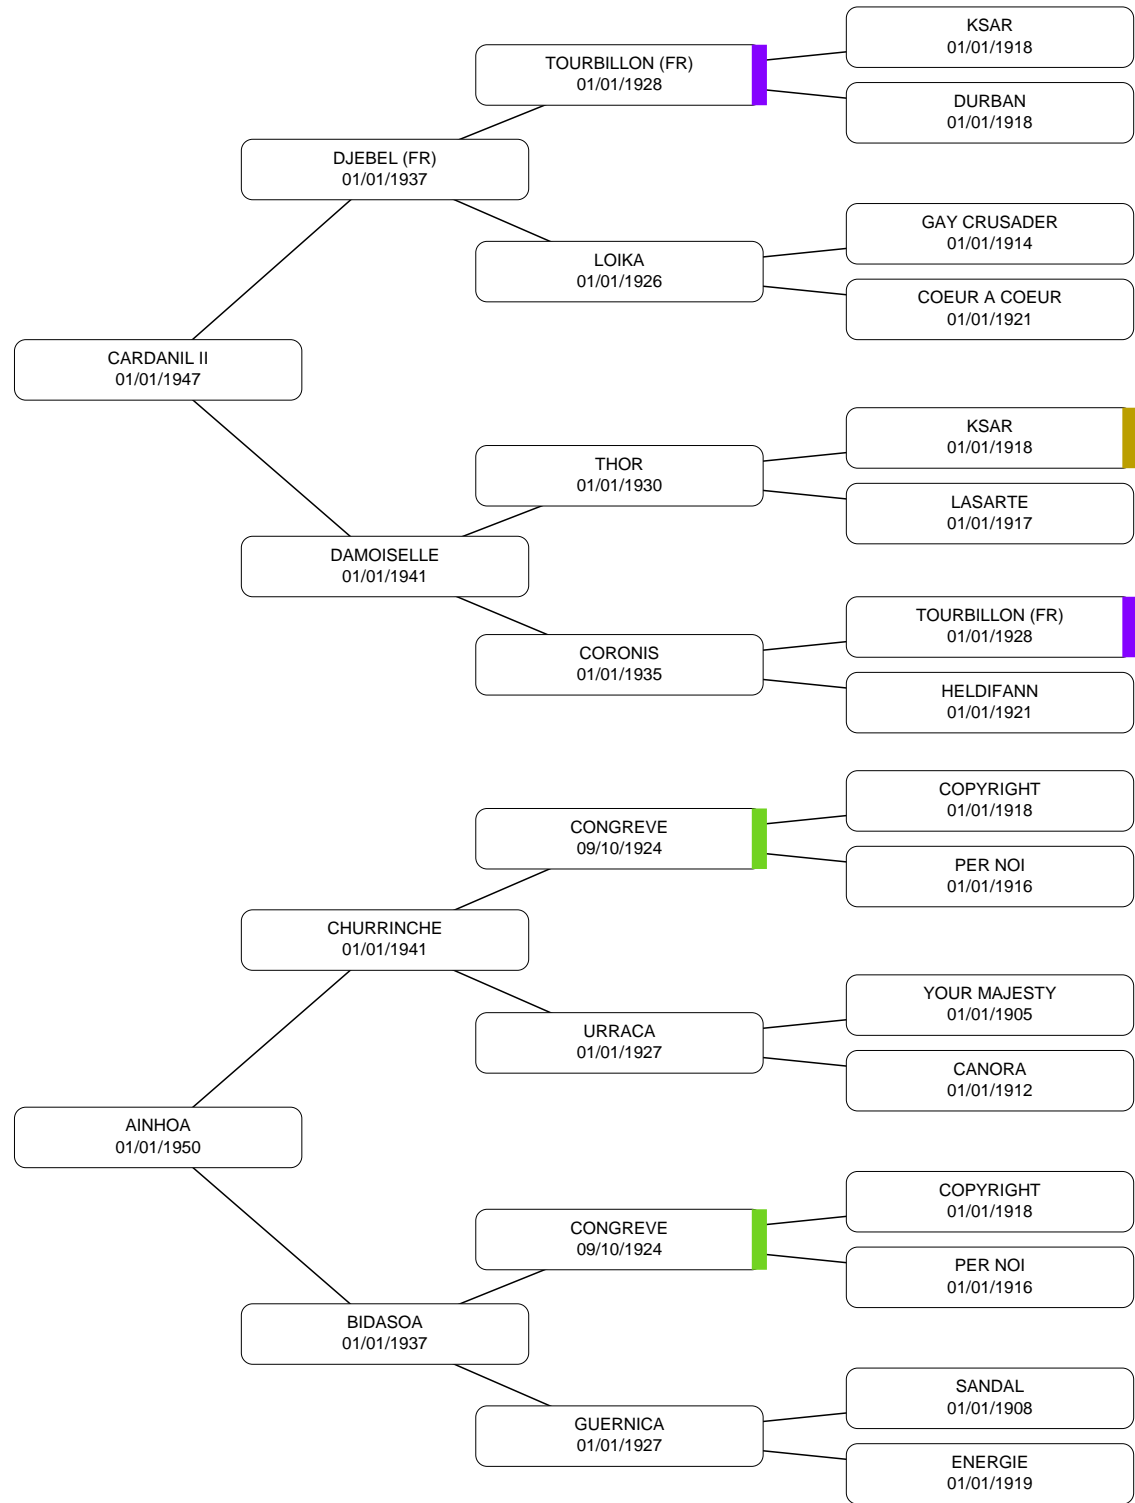 KSAR
01/01/1918
TOURBILLON (FR)
01/01/1928
DURBAN
01/01/1918
DJEBEL (FR)
01/01/1937
GAY CRUSADER
01/01/1914
LOIKA
01/01/1926
COEUR A COEUR
01/01/1921
CARDANIL II
01/01/1947
KSAR
01/01/1918
THOR
01/01/1930
LASARTE
01/01/1917
DAMOISELLE
01/01/1941
TOURBILLON (FR)
01/01/1928
CORONIS
01/01/1935
HELDIFANN
01/01/1921
COPYRIGHT
01/01/1918
CONGREVE
09/10/1924
PER NOI
01/01/1916
CHURRINCHE
01/01/1941
YOUR MAJESTY
01/01/1905
URRACA
01/01/1927
CANORA
01/01/1912
AINHOA
01/01/1950
COPYRIGHT
01/01/1918
CONGREVE
09/10/1924
PER NOI
01/01/1916
BIDASOA
01/01/1937
SANDAL
01/01/1908
GUERNICA
01/01/1927
ENERGIE
01/01/1919